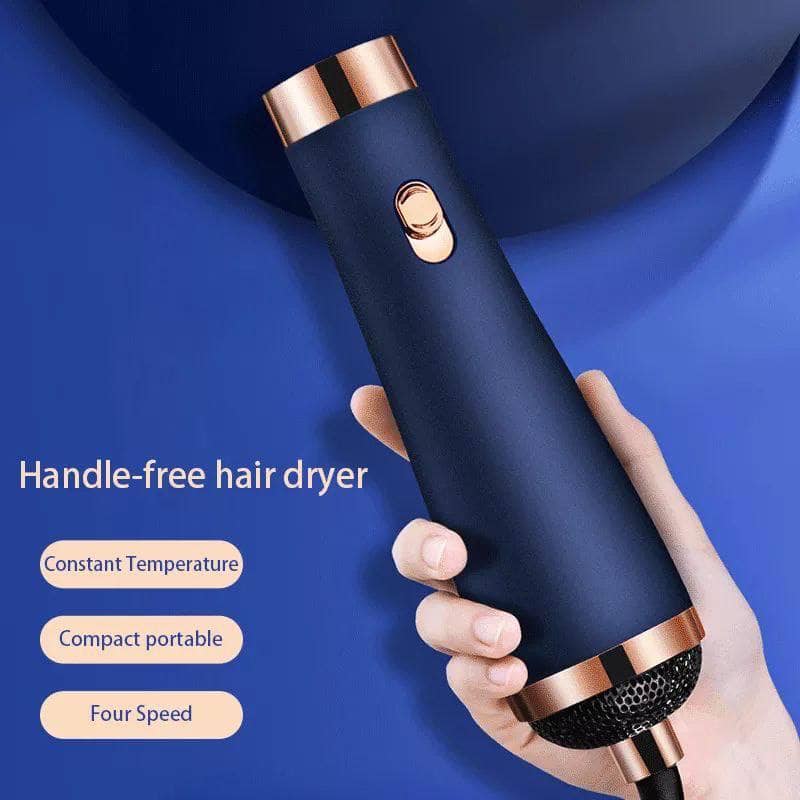 Handle-free hair dryer
Constant Temperature
Compact portable
Four Speed